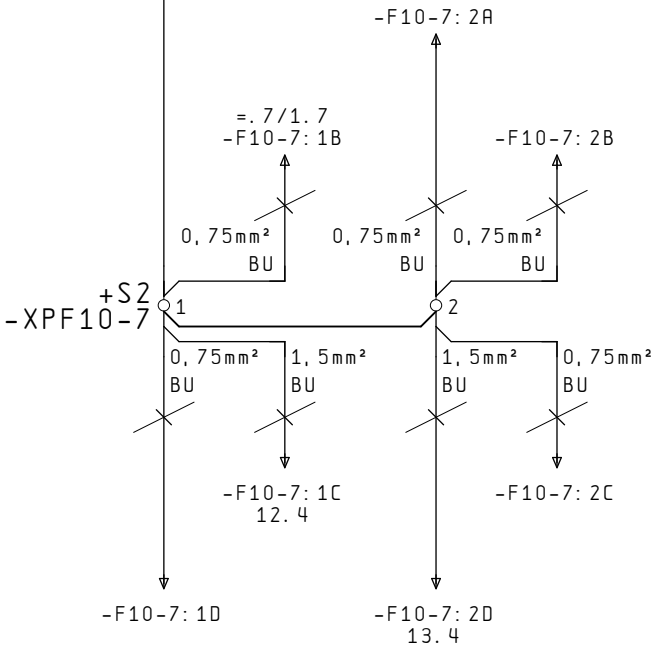 -F10-7:2A
=.7/1.7
-F10-7:1B
-F10-7:2B
0,75mm² 0,75mm² 0,75mm²
BU BU BU
+S2
-XPF10-7
1 2
0,75mm² 1,5mm² 1,5mm² 0,75mm²
BU BU BU BU
-F10-7:1C -F10-7:2C
12.4
-F10-7:1D -F10-7:2D
13.4